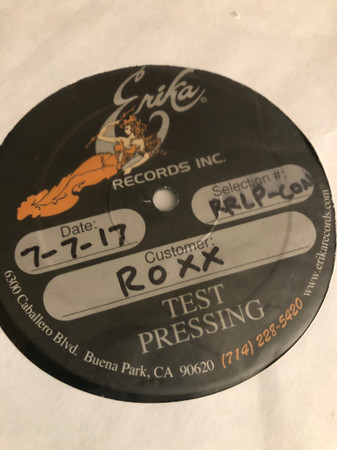 Erika®
RECORDS INC.
Date:
7-7-17
Selection #:
RRLP-CON
Customer:
ROXX
TEST
PRESSING
6300 Caballero Blvd. Buena Park, CA 90620 (714) 228-5420
www.erikarecords.com